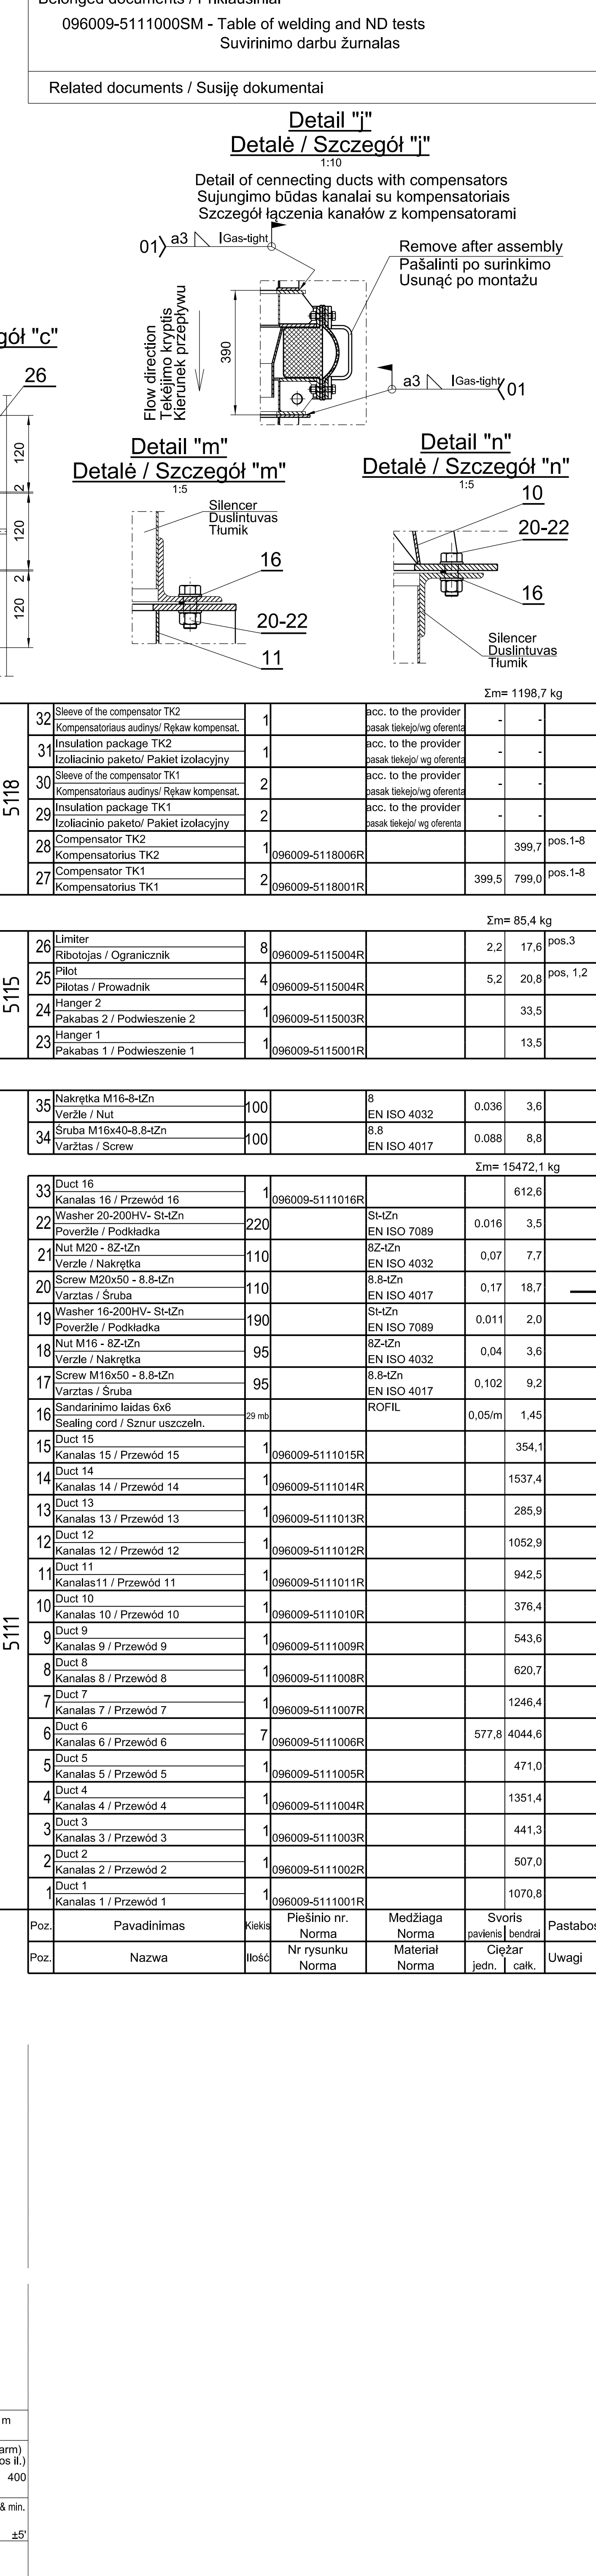 096009-5111000SM - Table of welding and ND tests
Suvirinimo darbu žurnalas
Related documents / Susiję dokumentai
Detail "j"
Detalė / Szczegół "j"
1:10
Detail of cennecting ducts with compensators
Sujungimo būdas kanalai su kompensatoriais
Szczegół łączenia kanałów z kompensatorami
01 a3 Gas-tight
Remove after assembly
Pašalinti po surinkimo
Usunąć po montażu
Flow direction
Tekėjimo kryptis
Kierunek przepływu
390
a3 Gas-tight 01
"c"
26
120
2
120
2
120
Detail "m"
Detalė / Szczegół "m"
1:5
Silencer
Duslintuvas
Tłumik
16
20-22
11
Detail "n"
Detalė / Szczegół "n"
1:5
10
20-22
16
Silencer
Duslintuvas
Tłumik
Σm= 1198,7 kg
5118
32 Sleeve of the compensator TK2 1 acc. to the provider - -
Kompensatoriaus audinys/ Rękaw kompensat. pasak tiekejo/wg oferenta
31 Insulation package TK2 1 acc. to the provider - -
Izoliacinio paketo/ Pakiet izolacyjny pasak tiekejo/ wg oferenta
30 Sleeve of the compensator TK1 2 acc. to the provider - -
Kompensatoriaus audinys/ Rękaw kompensat. pasak tiekejo/wg oferenta
29 Insulation package TK1 2 acc. to the provider - -
Izoliacinio paketo/ Pakiet izolacyjny pasak tiekejo/ wg oferenta
28 Compensator TK2 1 399,7 pos.1-8
Kompensatorius TK2 096009-5118006R
27 Compensator TK1 2 399,5 799,0 pos.1-8
Kompensatorius TK1 096009-5118001R
Σm= 85,4 kg
5115
26 Limiter 8 2,2 17,6 pos.3
Ribotojas / Ogranicznik 096009-5115004R
25 Pilot 4 5,2 20,8 pos, 1,2
Pilotas / Prowadnik 096009-5115004R
24 Hanger 2 1 33,5
Pakabas 2 / Podwieszenie 2 096009-5115003R
23 Hanger 1 1 13,5
Pakabas 1 / Podwieszenie 1 096009-5115001R
35 Nakrętka M16-8-tZn 100 8 0.036 3,6
Veržle / Nut EN ISO 4032
34 Śruba M16x40-8.8-tZn 100 8.8 0.088 8,8
Varžtas / Screw EN ISO 4017
Σm= 15472,1 kg
5111
33 Duct 16 1 612,6
Kanalas 16 / Przewód 16 096009-5111016R
22 Washer 20-200HV- St-tZn 220 St-tZn 0.016 3,5
Poveržle / Podkładka EN ISO 7089
21 Nut M20 - 8Z-tZn 110 8Z-tZn 0,07 7,7
Verzle / Nakrętka EN ISO 4032
20 Screw M20x50 - 8.8-tZn 110 8.8-tZn 0,17 18,7
Varztas / Śruba EN ISO 4017
19 Washer 16-200HV- St-tZn 190 St-tZn 0.011 2,0
Poveržle / Podkładka EN ISO 7089
18 Nut M16 - 8Z-tZn 95 8Z-tZn 0,04 3,6
Verzle / Nakrętka EN ISO 4032
17 Screw M16x50 - 8.8-tZn 95 8.8-tZn 0,102 9,2
Varztas / Śruba EN ISO 4017
16 Sandarinimo laidas 6x6 29 mb ROFIL 0,05/m 1,45
Sealing cord / Sznur uszczeln.
15 Duct 15 1 354,1
Kanalas 15 / Przewód 15 096009-5111015R
14 Duct 14 1 1537,4
Kanalas 14 / Przewód 14 096009-5111014R
13 Duct 13 1 285,9
Kanalas 13 / Przewód 13 096009-5111013R
12 Duct 12 1 1052,9
Kanalas 12 / Przewód 12 096009-5111012R
11 Duct 11 1 942,5
Kanalas11 / Przewód 11 096009-5111011R
10 Duct 10 1 376,4
Kanalas 10 / Przewód 10 096009-5111010R
9 Duct 9 1 543,6
Kanalas 9 / Przewód 9 096009-5111009R
8 Duct 8 1 620,7
Kanalas 8 / Przewód 8 096009-5111008R
7 Duct 7 1 1246,4
Kanalas 7 / Przewód 7 096009-5111007R
6 Duct 6 7 577,8 4044,6
Kanalas 6 / Przewód 6 096009-5111006R
5 Duct 5 1 471,0
Kanalas 5 / Przewód 5 096009-5111005R
4 Duct 4 1 1351,4
Kanalas 4 / Przewód 4 096009-5111004R
3 Duct 3 1 441,3
Kanalas 3 / Przewód 3 096009-5111003R
2 Duct 2 1 507,0
Kanalas 2 / Przewód 2 096009-5111002R
1 Duct 1 1 1070,8
Kanalas 1 / Przewód 1 096009-5111001R
Poz. Pavadinimas Kiekis Piešinio nr. Norma Medžiaga Norma Svoris pavienis bendrai Pastabos
Poz. Nazwa Ilość Nr rysunku Norma Materiał Norma Ciężar jedn. całk. Uwagi
m
400
& min.
±5'